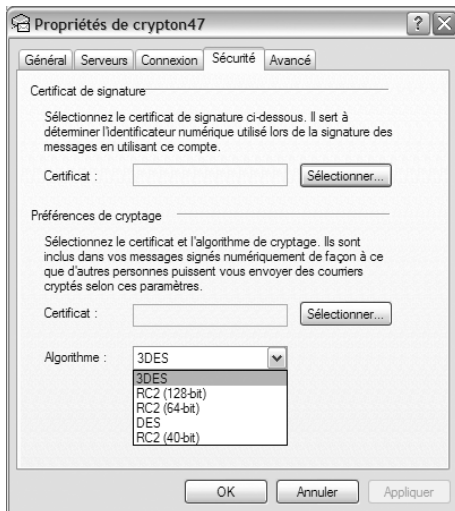 Propriétés de crypton47
Général Serveurs Connexion Sécurité Avancé
Certificat de signature
Sélectionnez le certificat de signature ci-dessous. Il sert à
déterminer l'identificateur numérique utilisé lors de la signature des
messages en utilisant ce compte.
Certificat : Sélectionner...
Préférences de cryptage
Sélectionnez le certificat et l'algorithme de cryptage. Ils sont
inclus dans vos messages signés numériquement de façon à ce
que d'autres personnes puissent vous envoyer des courriers
cryptés selon ces paramètres.
Certificat : Sélectionner...
Algorithme : 3DES
3DES
RC2 (128-bit)
RC2 (64-bit)
DES
RC2 (40-bit)
OK Annuler Appliquer